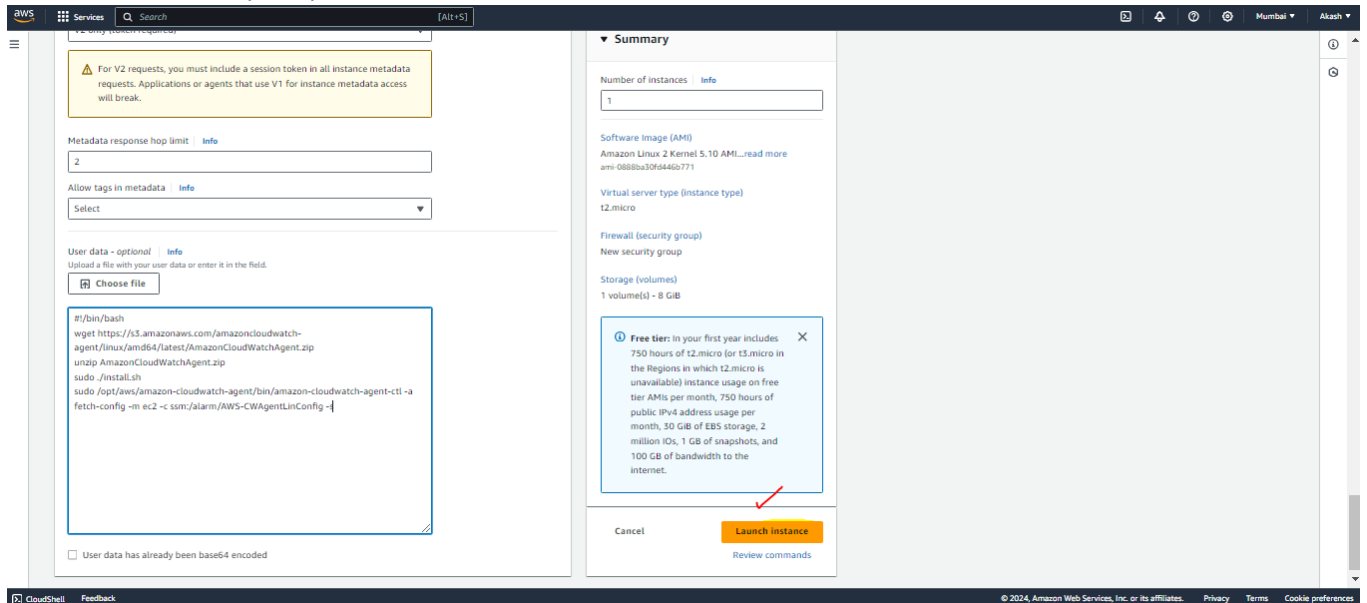 aws
Services
Search
[Alt+S]
Mumbai
Akash
V2 only (token required)
For V2 requests, you must include a session token in all instance metadata
requests. Applications or agents that use V1 for instance metadata access
will break.
Metadata response hop limit
Info
2
Allow tags in metadata
Info
Select
User data - optional
Info
Upload a file with your user data or enter it in the field.
Choose file
#!/bin/bash
wget https://s3.amazonaws.com/amazoncloudwatch-
agent/linux/amd64/latest/AmazonCloudWatchAgent.zip
unzip AmazonCloudWatchAgent.zip
sudo ./install.sh
sudo /opt/aws/amazon-cloudwatch-agent/bin/amazon-cloudwatch-agent-ctl -a
fetch-config -m ec2 -c ssm:/alarm/AWS-CWAgentLinConfig -s
User data has already been base64 encoded
Summary
Number of instances
Info
1
Software Image (AMI)
Amazon Linux 2 Kernel 5.10 AMI...read more
ami-0888ba30fd446b771
Virtual server type (instance type)
t2.micro
Firewall (security group)
New security group
Storage (volumes)
1 volume(s) - 8 GiB
Free tier: In your first year includes
750 hours of t2.micro (or t3.micro in
the Regions in which t2.micro is
unavailable) instance usage on free
tier AMIs per month, 750 hours of
public IPv4 address usage per
month, 30 GiB of EBS storage, 2
million IOs, 1 GB of snapshots, and
100 GB of bandwidth to the
internet.
Cancel
Launch instance
Review commands
CloudShell
Feedback
© 2024, Amazon Web Services, Inc. or its affiliates.
Privacy
Terms
Cookie preferences